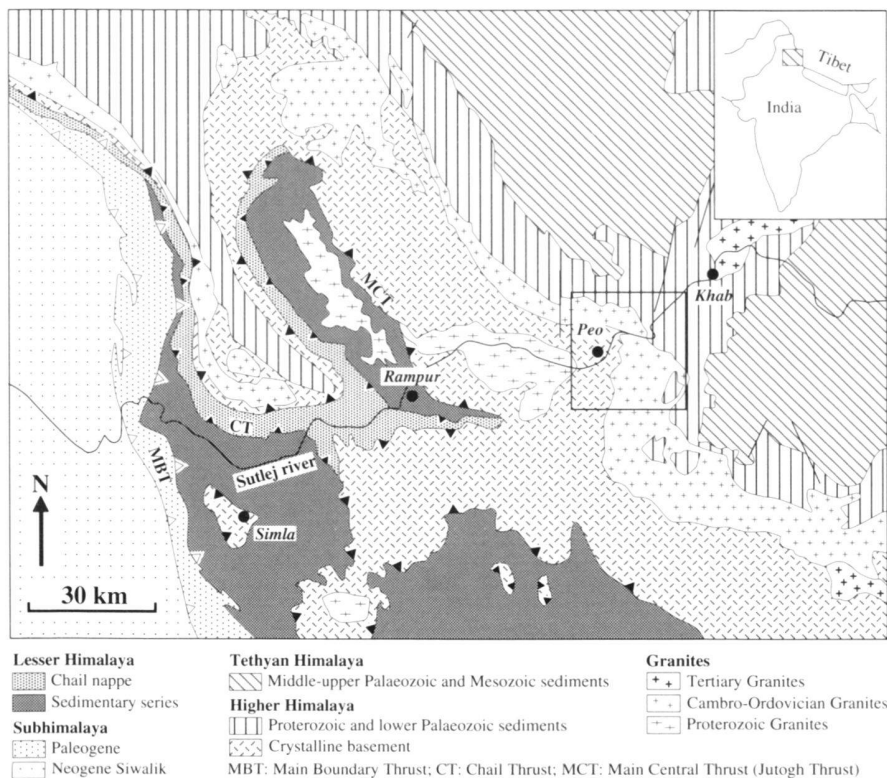 Tibet
India
Khab
Peo
MCT
Rampur
CT
Sutlej river
MBT
N
Simla
30 km
Lesser Himalaya
Chail nappe
Sedimentary series
Subhimalaya
Paleogene
Neogene Siwalik
Tethyan Himalaya
Middle-upper Palaeozoic and Mesozoic sediments
Higher Himalaya
Proterozoic and lower Palaeozoic sediments
Crystalline basement
Granites
Tertiary Granites
Cambro-Ordovician Granites
Proterozoic Granites
MBT: Main Boundary Thrust; CT: Chail Thrust; MCT: Main Central Thrust (Jutogh Thrust)